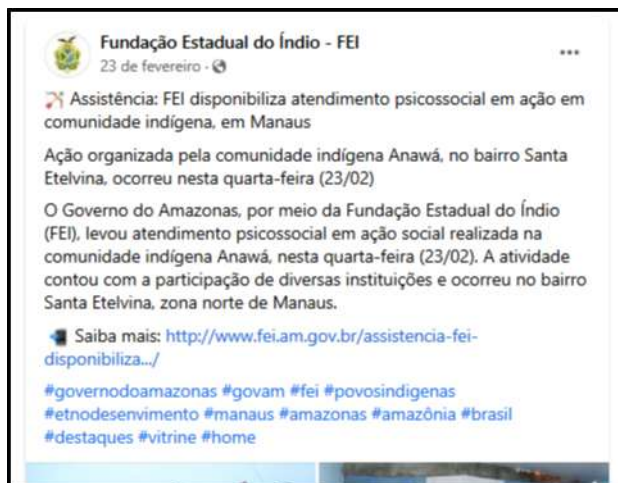 Fundação Estadual do Índio - FEI
23 de fevereiro ·
Assistência: FEI disponibiliza atendimento psicossocial em ação em
comunidade indígena, em Manaus
Ação organizada pela comunidade indígena Anawá, no bairro Santa
Etelvina, ocorreu nesta quarta-feira (23/02)
O Governo do Amazonas, por meio da Fundação Estadual do Índio
(FEI), levou atendimento psicossocial em ação social realizada na
comunidade indígena Anawá, nesta quarta-feira (23/02). A atividade
contou com a participação de diversas instituições e ocorreu no bairro
Santa Etelvina, zona norte de Manaus.
Saiba mais: http://www.fei.am.gov.br/assistencia-fei-
disponibiliza.../
#governodoamazonas #govam #fei #povosindigenas
#etnodesenvimento #manaus #amazonas #amazônia #brasil
#destaques #vitrine #home